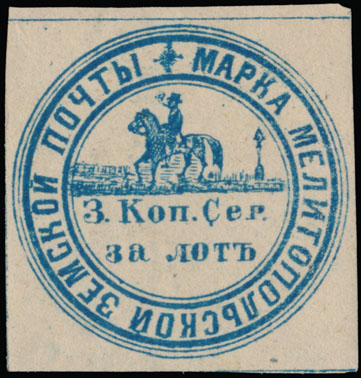 МАРКА МЕЛИТОПОЛЬСКОЙ ЗЕМСКОЙ ПОЧТЫ
3. Коп. Сер.
за лотъ